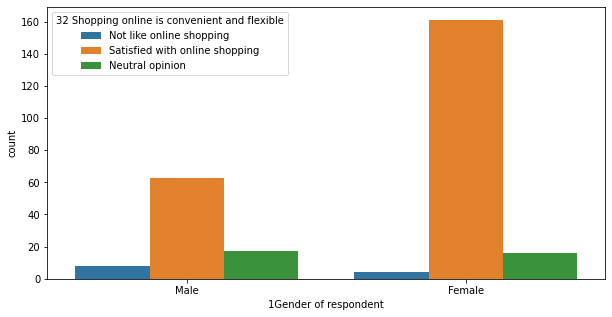 32 Shopping online is convenient and flexible
Not like online shopping
Satisfied with online shopping
Neutral opinion
160
140
120
100
80
60
40
20
0
count
Male
Female
1Gender of respondent